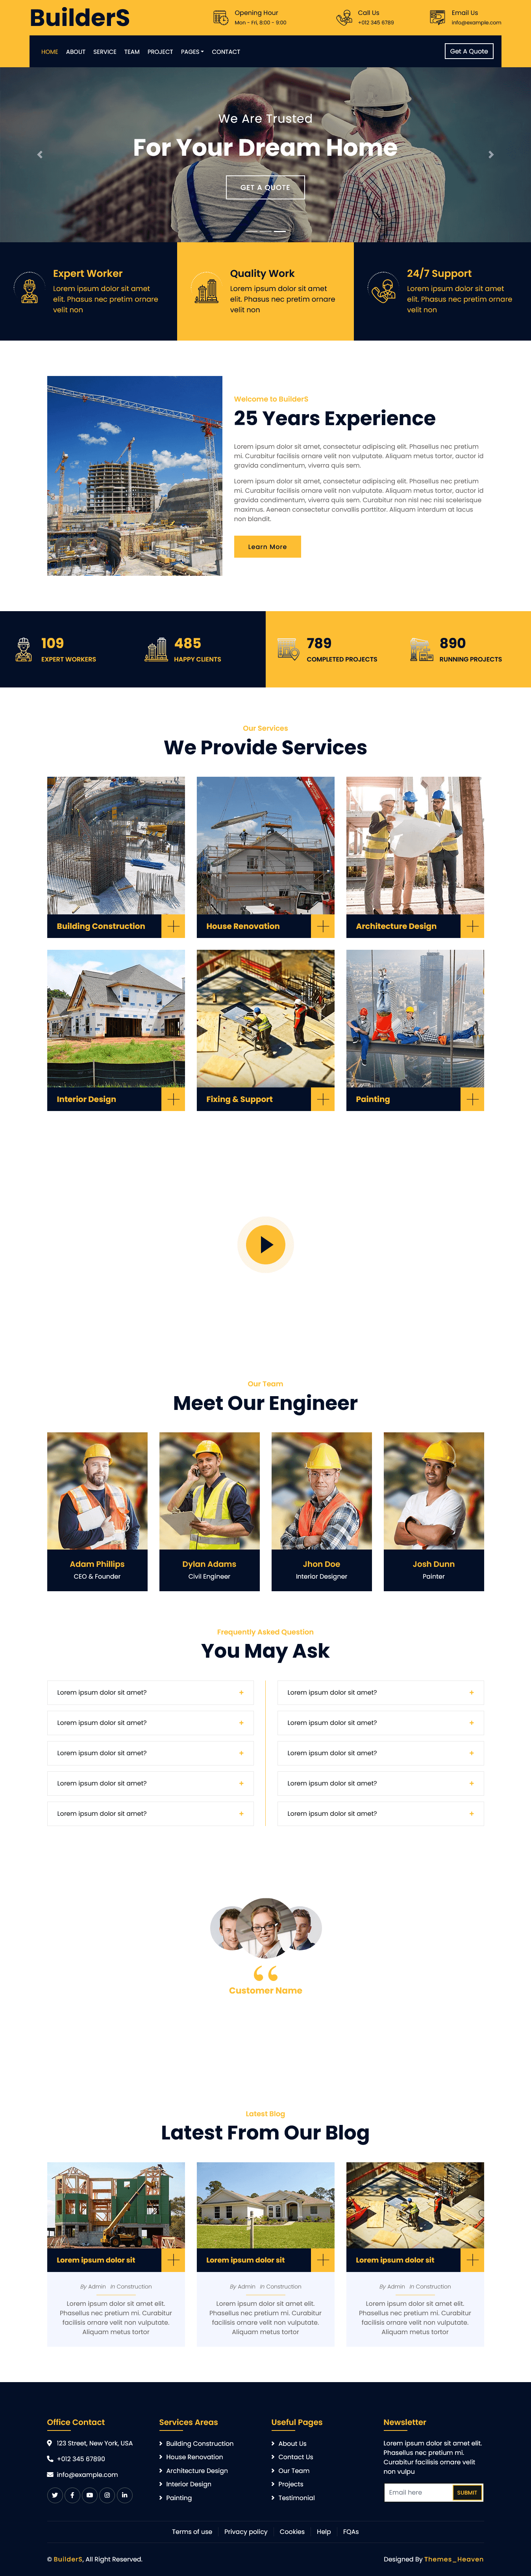 BuilderS
Opening Hour
Mon - Fri, 8:00 - 9:00
Call Us
+012 345 6789
Email Us
info@example.com
HOME ABOUT SERVICE TEAM PROJECT PAGES CONTACT
Get A Quote
We Are Trusted
For Your Dream Home
GET A QUOTE
Expert Worker
Lorem ipsum dolor sit amet
elit. Phasus nec pretim ornare
velit non
Quality Work
Lorem ipsum dolor sit amet
elit. Phasus nec pretim ornare
velit non
24/7 Support
Lorem ipsum dolor sit amet
elit. Phasus nec pretim ornare
velit non
Welcome to BuilderS
25 Years Experience
Lorem ipsum dolor sit amet, consectetur adipiscing elit. Phasellus nec pretium
mi. Curabitur facilisis ornare velit non vulputate. Aliquam metus tortor, auctor id
gravida condimentum, viverra quis sem.
Lorem ipsum dolor sit amet, consectetur adipiscing elit. Phasellus nec pretium
mi. Curabitur facilisis ornare velit non vulputate. Aliquam metus tortor, auctor id
gravida condimentum, viverra quis sem. Curabitur non nisl nec nisi scelerisque
maximus. Aenean consectetur convallis porttitor. Aliquam interdum at lacus
non blandit.
Learn More
109
EXPERT WORKERS
485
HAPPY CLIENTS
789
COMPLETED PROJECTS
890
RUNNING PROJECTS
Our Services
We Provide Services
Building Construction
House Renovation
Architecture Design
Interior Design
Fixing & Support
Painting
Our Team
Meet Our Engineer
Adam Phillips
CEO & Founder
Dylan Adams
Civil Engineer
Jhon Doe
Interior Designer
Josh Dunn
Painter
Frequently Asked Question
You May Ask
Lorem ipsum dolor sit amet? +
Lorem ipsum dolor sit amet? +
Lorem ipsum dolor sit amet? +
Lorem ipsum dolor sit amet? +
Lorem ipsum dolor sit amet? +
Lorem ipsum dolor sit amet? +
Lorem ipsum dolor sit amet? +
Lorem ipsum dolor sit amet? +
Lorem ipsum dolor sit amet? +
Lorem ipsum dolor sit amet? +
Customer Name
Latest Blog
Latest From Our Blog
Lorem ipsum dolor sit
By Admin In Construction
Lorem ipsum dolor sit amet elit.
Phasellus nec pretium mi. Curabitur
facilisis ornare velit non vulputate.
Aliquam metus tortor
Lorem ipsum dolor sit
By Admin In Construction
Lorem ipsum dolor sit amet elit.
Phasellus nec pretium mi. Curabitur
facilisis ornare velit non vulputate.
Aliquam metus tortor
Lorem ipsum dolor sit
By Admin In Construction
Lorem ipsum dolor sit amet elit.
Phasellus nec pretium mi. Curabitur
facilisis ornare velit non vulputate.
Aliquam metus tortor
Office Contact
123 Street, New York, USA
+012 345 67890
info@example.com
Services Areas
Building Construction
House Renovation
Architecture Design
Interior Design
Painting
Useful Pages
About Us
Contact Us
Our Team
Projects
Testimonial
Newsletter
Lorem ipsum dolor sit amet elit.
Phasellus nec pretium mi.
Curabitur facilisis ornare velit
non vulpu
Email here SUBMIT
Terms of use Privacy policy Cookies Help FQAs
© BuilderS, All Right Reserved.
Designed By Themes_Heaven